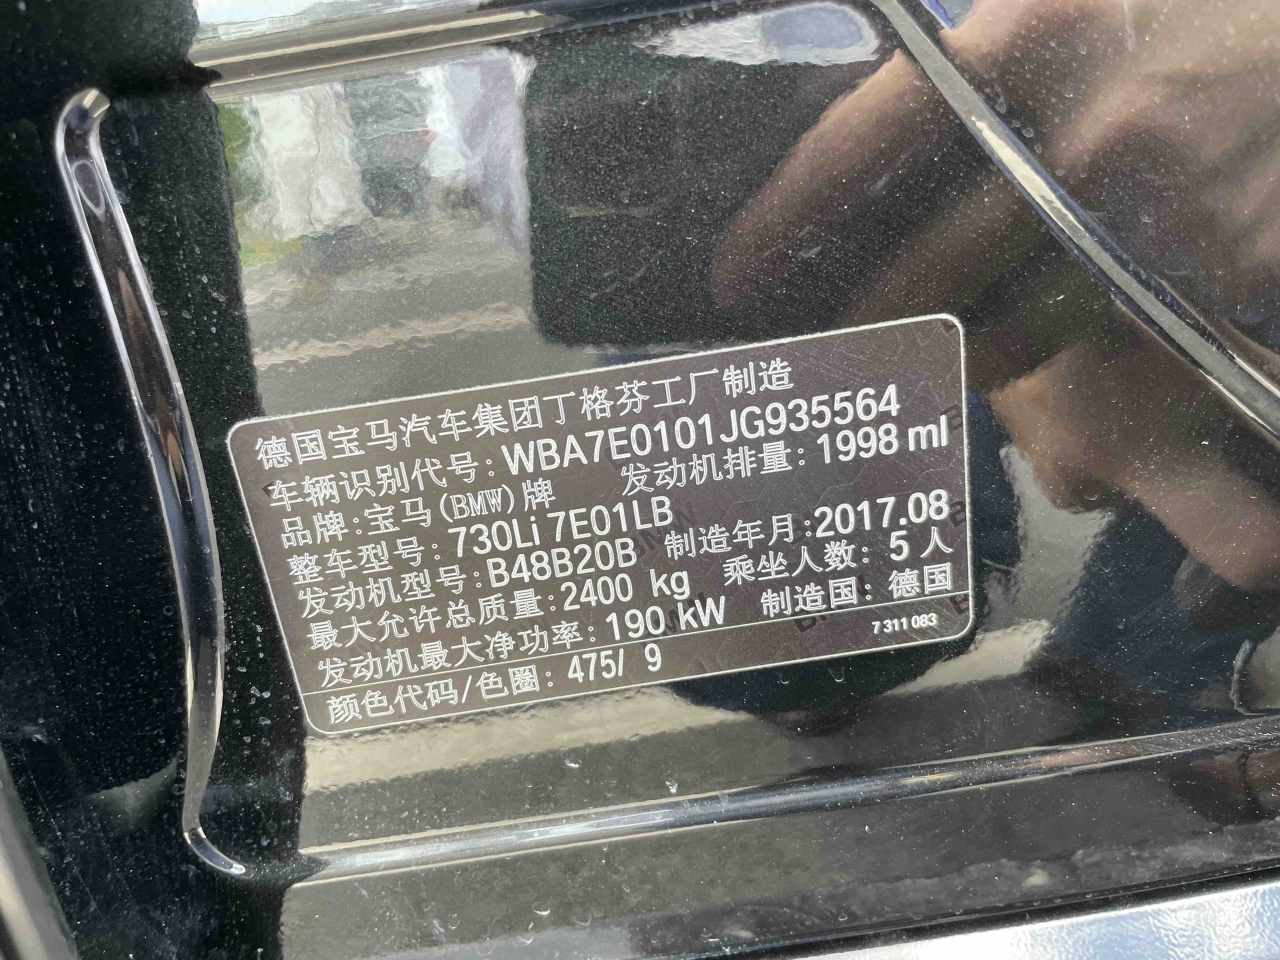 德国宝马汽车集团丁格芬工厂制造
车辆识别代号: WBA7E0101JG935564
品牌:宝马(BMW)牌 发动机排量: 1998 ml
整车型号: 730Li 7E01LB
发动机型号: B48B20B 制造年月:2017.08
最大允许总质量:2400 kg 乘坐人数: 5 人
发动机最大净功率: 190 kW 制造国: 德国
颜色代码/色圈: 475/ 9 7 311 083